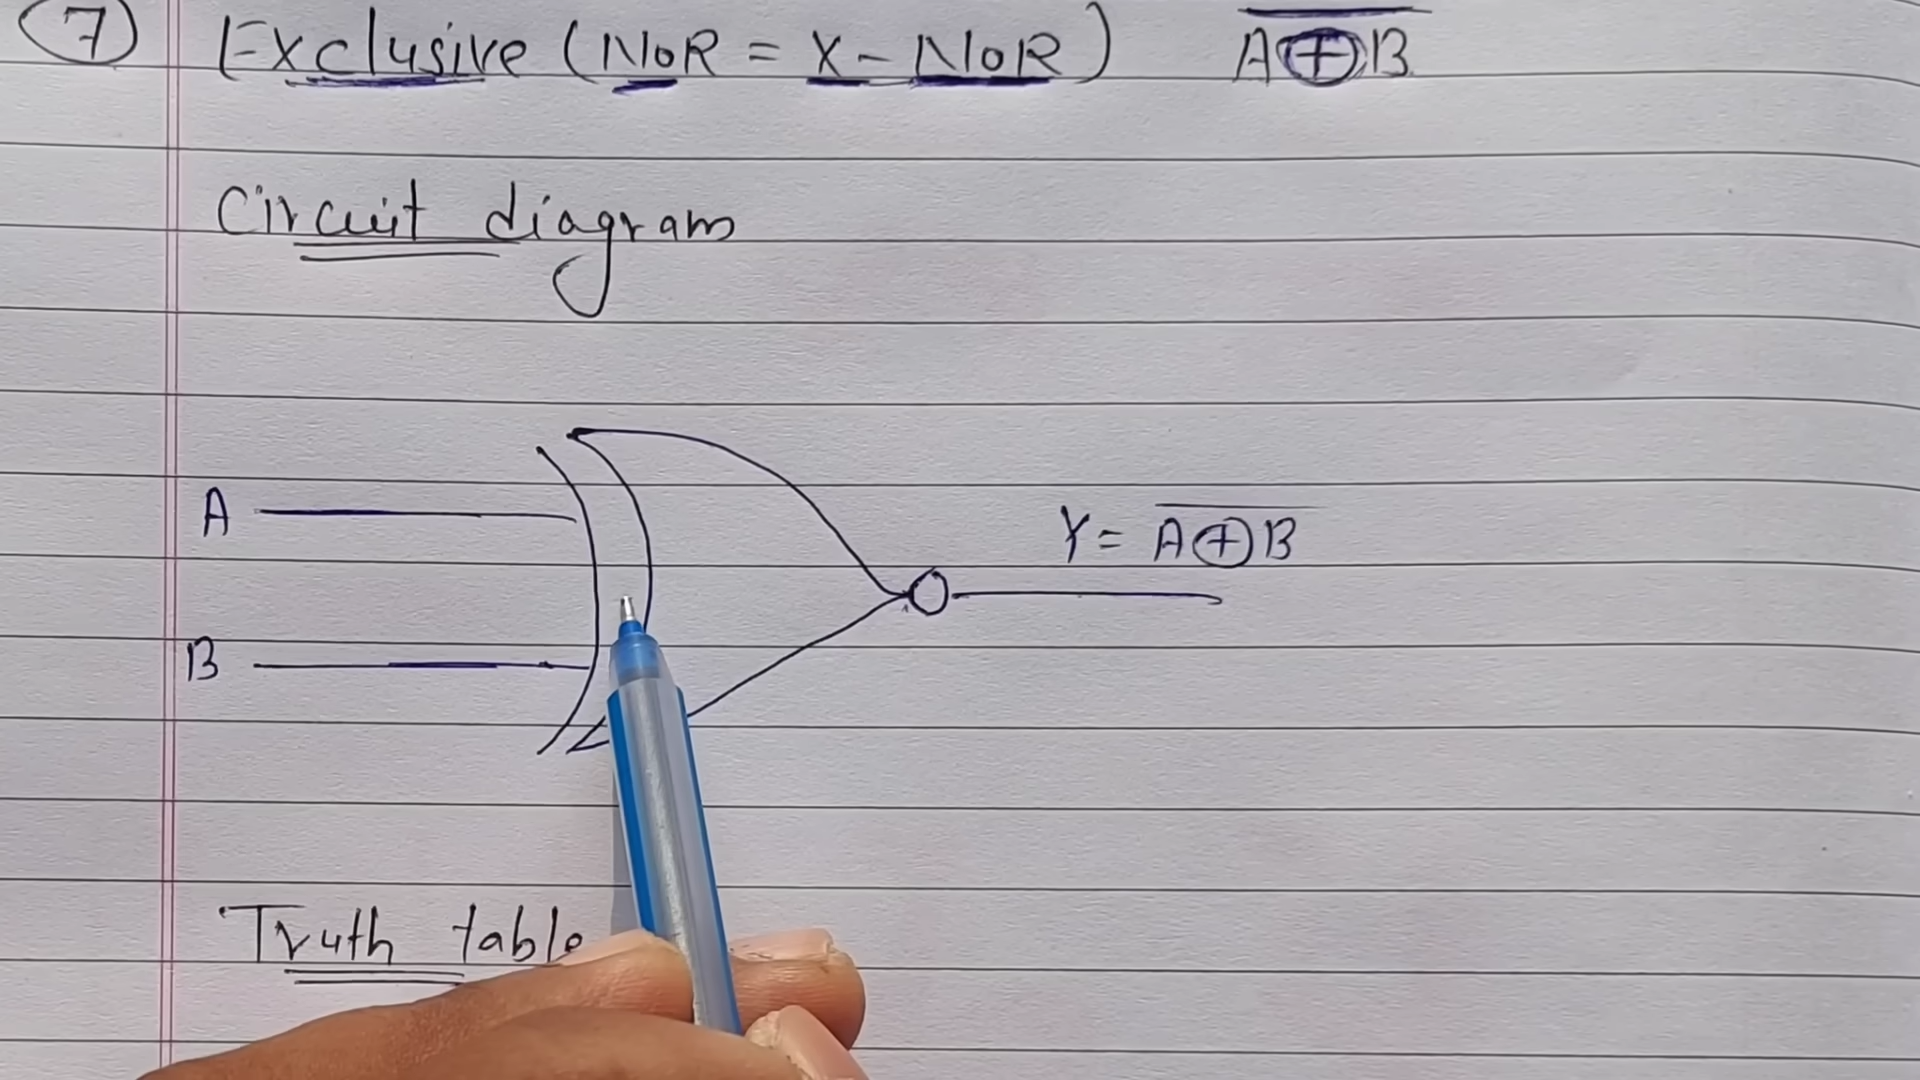 7 Exclusive (NOR = X-NOR) A̅ ̅⊕̅ ̅B̅
Circuit diagram
A
Y = A̅ ̅⊕̅ ̅B̅
B
Truth table